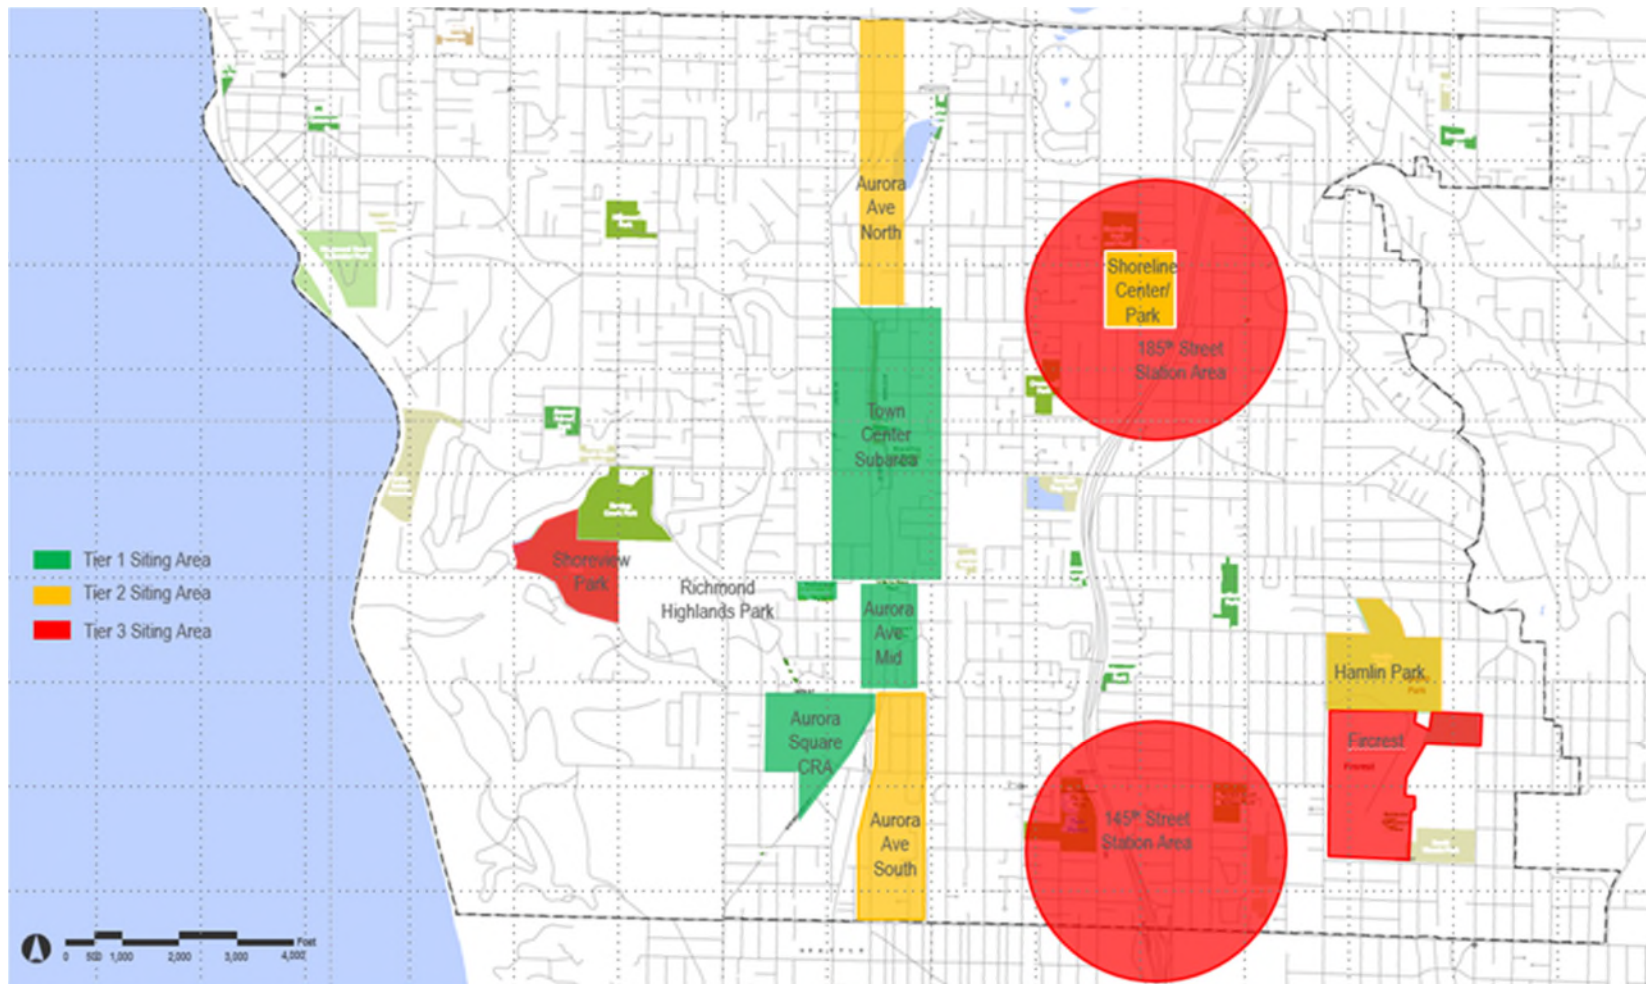 Aurora
Ave
North
Shoreline
Center/
Park
185th Street
Station Area
Town
Center
Subarea
Shoreview
Park
Richmond
Highlands Park
Aurora
Ave
Mid
Tier 1 Siting Area
Tier 2 Siting Area
Tier 3 Siting Area
Hamlin Park
Park
Aurora
Square
CRA
Fircrest
Fircrest
145th Street
Station Area
Aurora
Ave
South
Feet
0 500 1,000 2,000 3,000 4,000
SEATTLE